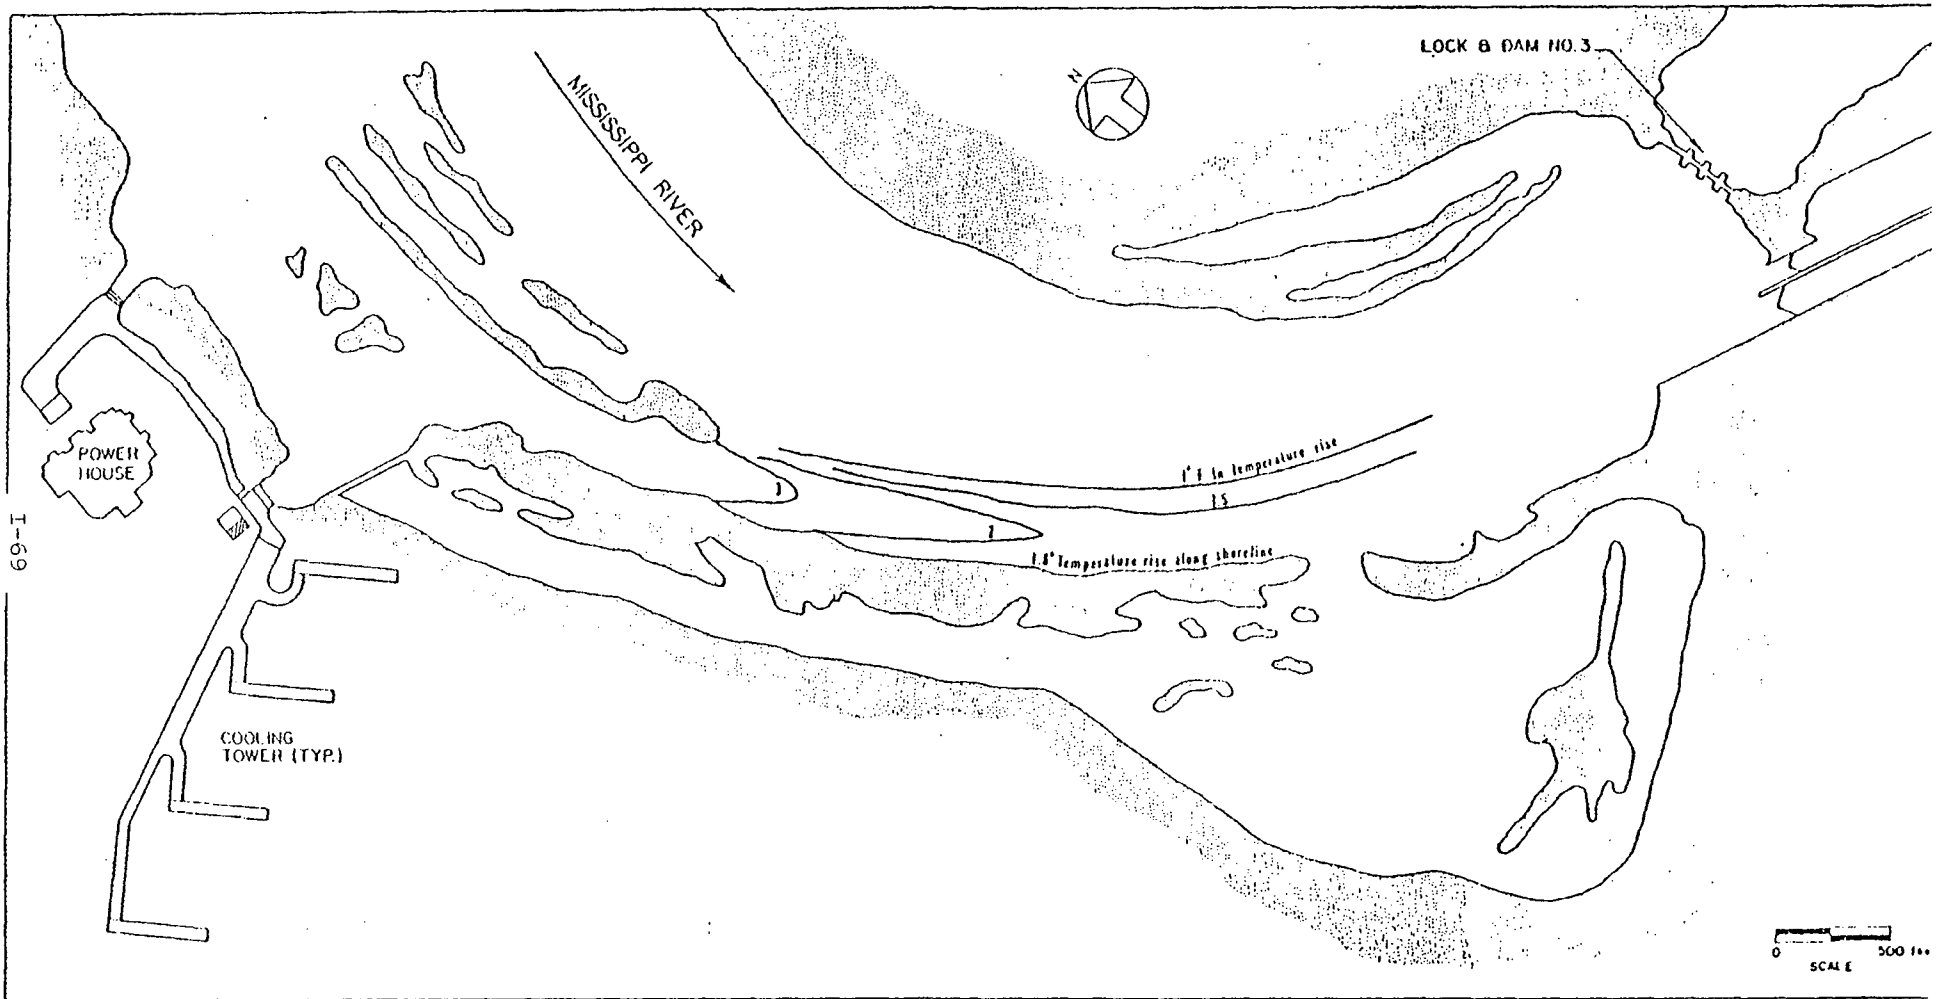 LOCK & DAM NO. 3
N
MISSISSIPPI RIVER
POWER
HOUSE
1° F in temperature rise
1.5
3
2
1.8° Temperature rise along shoreline
I-69
COOLING
TOWER (TYP.)
0 500
SCALE